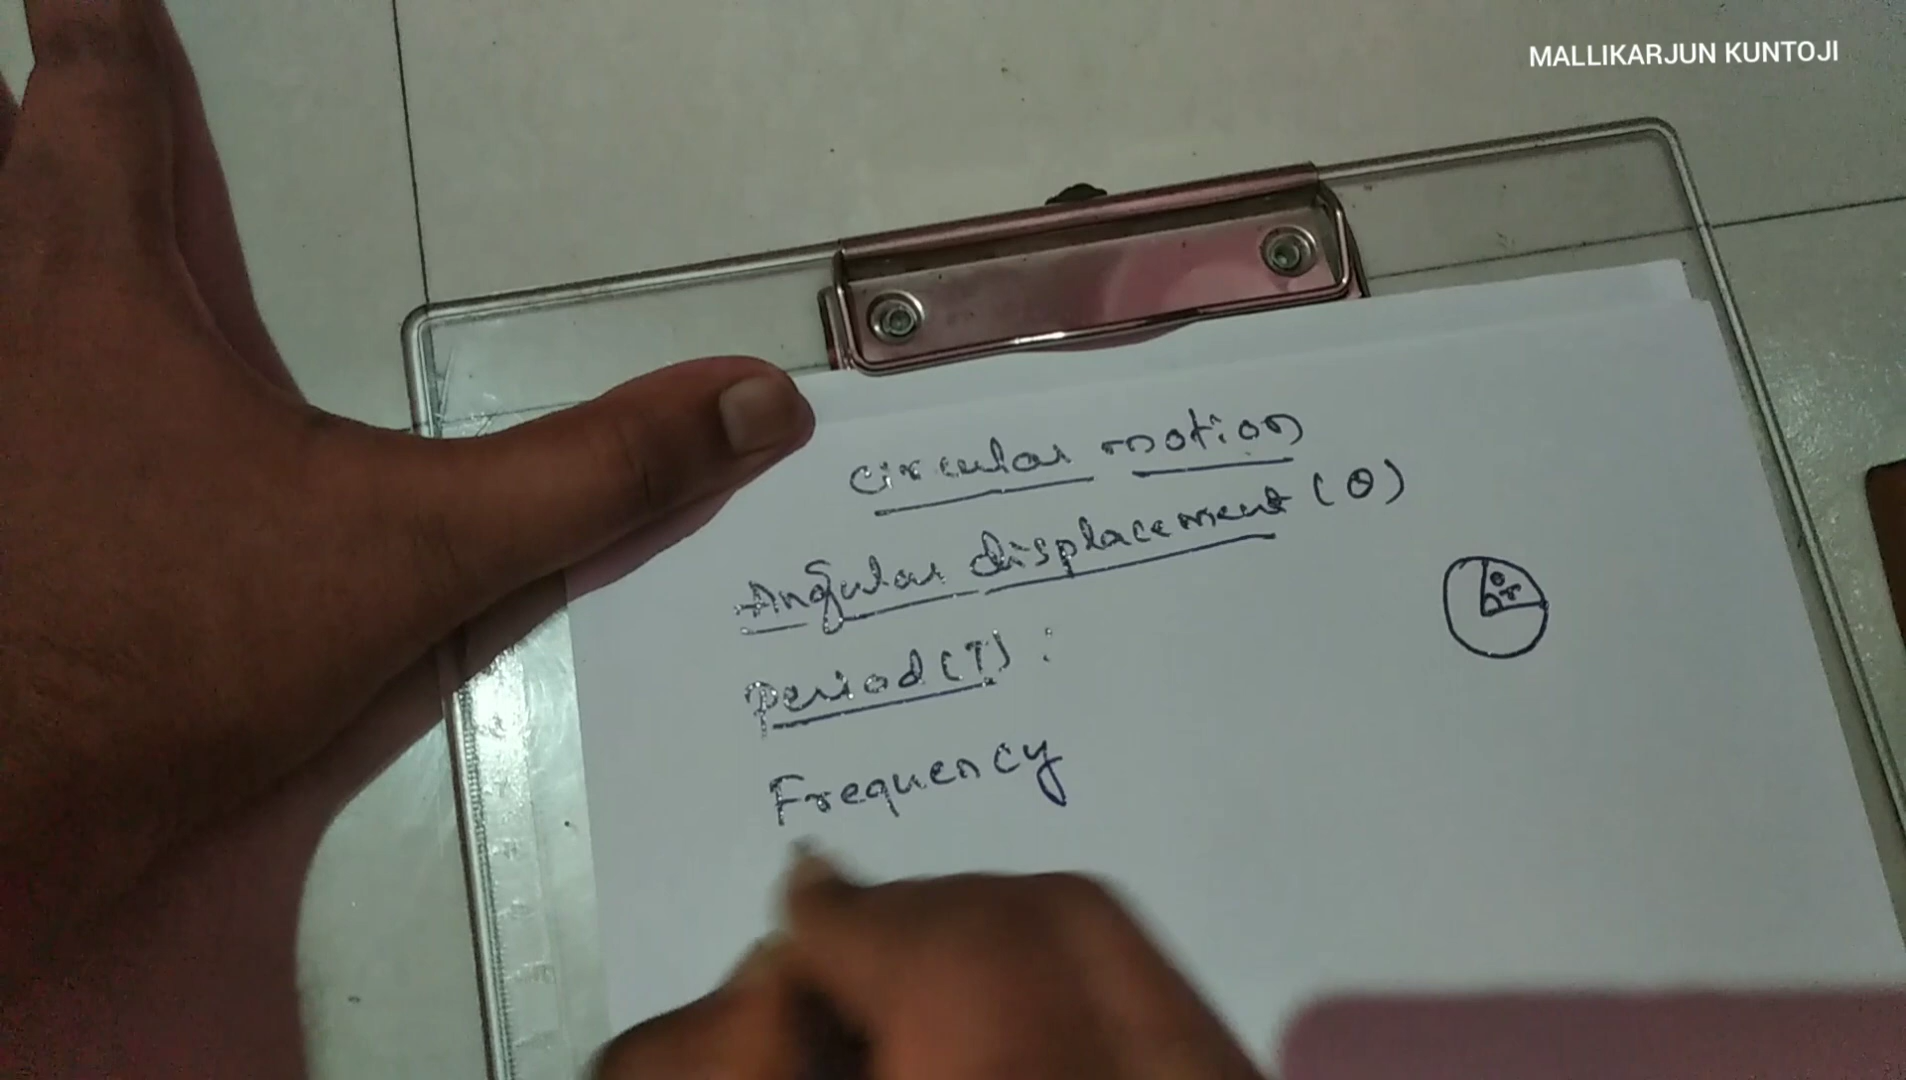 MALLIKARJUN KUNTOJI
circular motion
Angular displacement (θ)
θ
r
period (T) :
Frequency